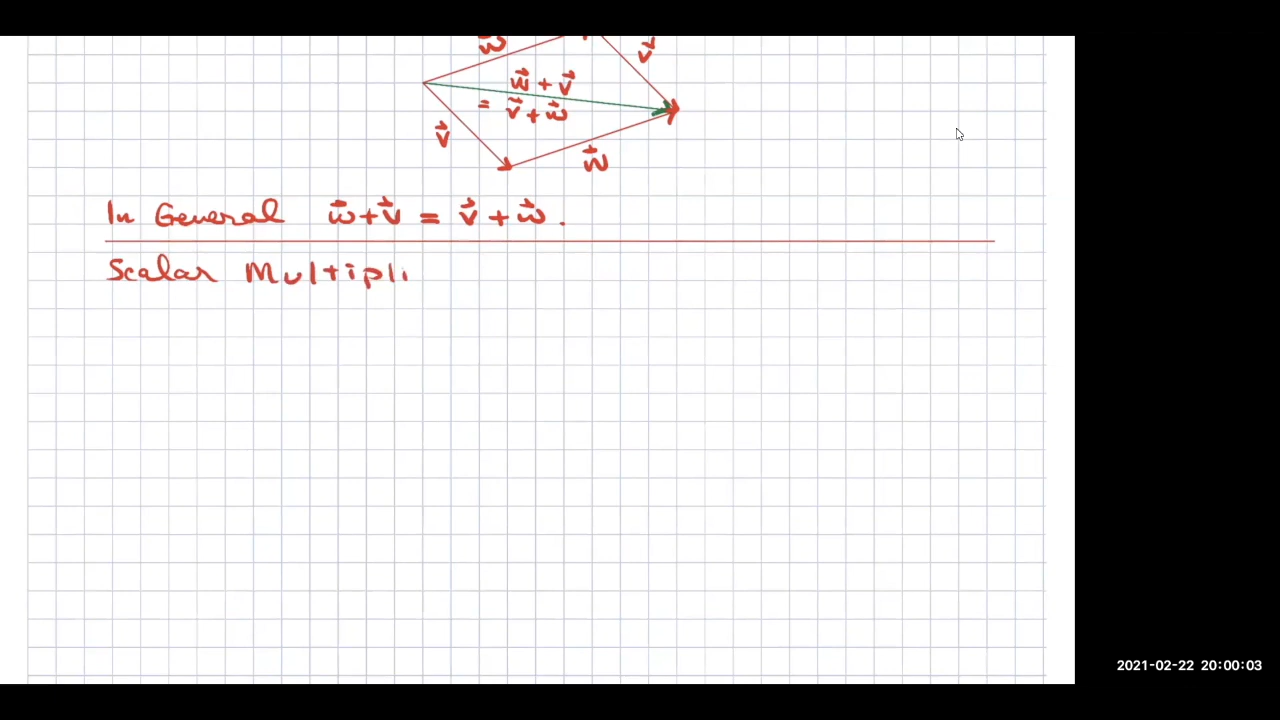 w⃗
v⃗
w⃗ + v⃗
= v⃗ + w⃗
v⃗
w⃗
In General w⃗ + v⃗ = v⃗ + w⃗.
Scalar Multipli
2021-02-22 20:00:03